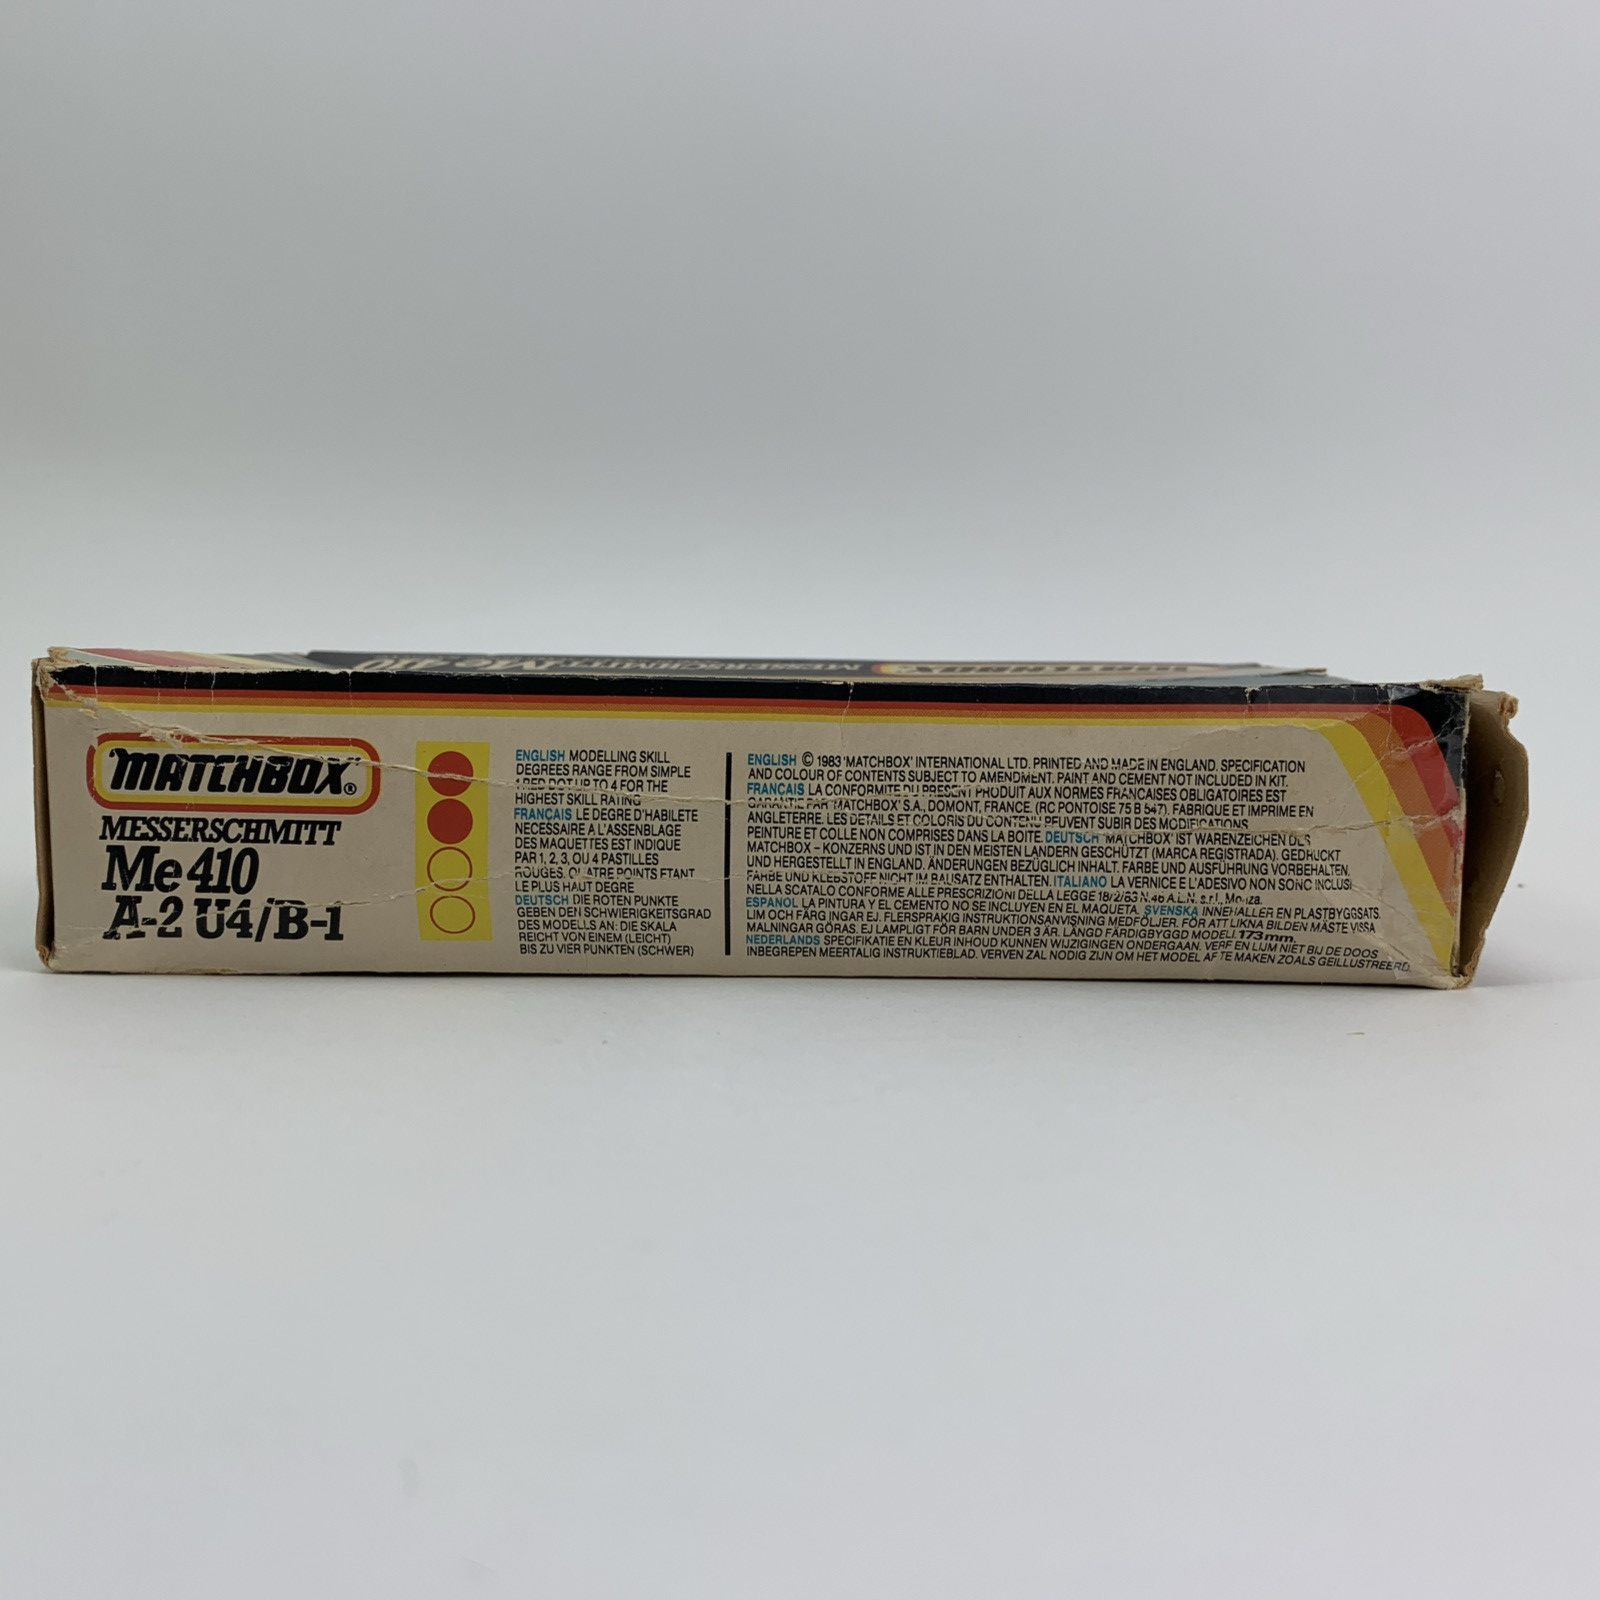 MESSERSCHMITT Me 410
MATCHBOX
MATCHBOX®
MESSERSCHMITT
Me 410
A-2 U4/B-1
ENGLISH MODELLING SKILL
DEGREES RANGE FROM SIMPLE
1 RED DOT UP TO 4 FOR THE
HIGHEST SKILL RATING
FRANÇAIS LE DEGRE D'HABILETE
NECESSAIRE A L'ASSENBLAGE
DES MAQUETTES EST INDIQUE
PAR 1, 2, 3, OU 4 PASTILLES
ROUGES. QUATRE POINTS ETANT
LE PLUS HAUT DEGRE
DEUTSCH DIE ROTEN PUNKTE
GEBEN DEN SCHWIERIGKEITSGRAD
DES MODELLS AN: DIE SKALA
REICHT VON EINEM (LEICHT)
BIS ZU VIER PUNKTEN (SCHWER)
ENGLISH © 1983 'MATCHBOX' INTERNATIONAL LTD. PRINTED AND MADE IN ENGLAND. SPECIFICATION
AND COLOUR OF CONTENTS SUBJECT TO AMENDMENT. PAINT AND CEMENT NOT INCLUDED IN KIT.
FRANÇAIS LA CONFORMITE DU PRESENT PRODUIT AUX NORMES FRANCAISES OBLIGATOIRES EST
GARANTIE PAR 'MATCHBOX' S.A., DOMONT, FRANCE. (RC PONTOISE 75 B 547). FABRIQUE ET IMPRIME EN
ANGLETERRE. LES DETAILS ET COLORIS DU CONTENU PEUVENT SUBIR DES MODIFICATIONS
PEINTURE ET COLLE NON COMPRISES DANS LA BOITE. DEUTSCH 'MATCHBOX' IST WARENZEICHEN DES
MATCHBOX – KONZERNS UND IST IN DEN MEISTEN LANDERN GESCHÜTZT (MARCA REGISTRADA). GEDRUCKT
UND HERGESTELLT IN ENGLAND. ÄNDERUNGEN BEZÜGLICH INHALT. FARBE UND AUSFÜHRUNG VORBEHALTEN.
FARBE UND KLEBSTOFF NICHT IM BAUSATZ ENTHALTEN. ITALIANO LA VERNICE E L'ADESIVO NON SONO INCLUSI
NELLA SCATALO CONFORME ALLE PRESCRIZIONI DELLA LEGGE 18/2/83 N.46 A.L.N. s.r.l., Monza.
ESPANOL LA PINTURA Y EL CEMENTO NO SE INCLUYEN EN EL MAQUETA. SVENSKA INNEHALLER EN PLASTBYGGSATS.
LIM OCH FÄRG INGAR EJ. FLERSPRAKIG INSTRUKTIONSANVISNING MEDFÖLJER. FÖR ATT LIKNA BILDEN MÄSTE VISSA
MALNINGAR GÖRAS. EJ LAMPLIGT FÖR BARN UNDER 3 ÅR. LÄNGD FÄRDIGBYGGD MODELL 173 mm.
NEDERLANDS SPECIFIKATIE EN KLEUR INHOUD KUNNEN WIJZIGINGEN ONDERGAAN. VERF EN LIJM NIET BIJ DE DOOS
INBEGREPEN MEERTALIG INSTRUKTIEBLAD. VERVEN ZAL NODIG ZIJN OM HET MODEL AF TE MAKEN ZOALS GEILLUSTREERD.